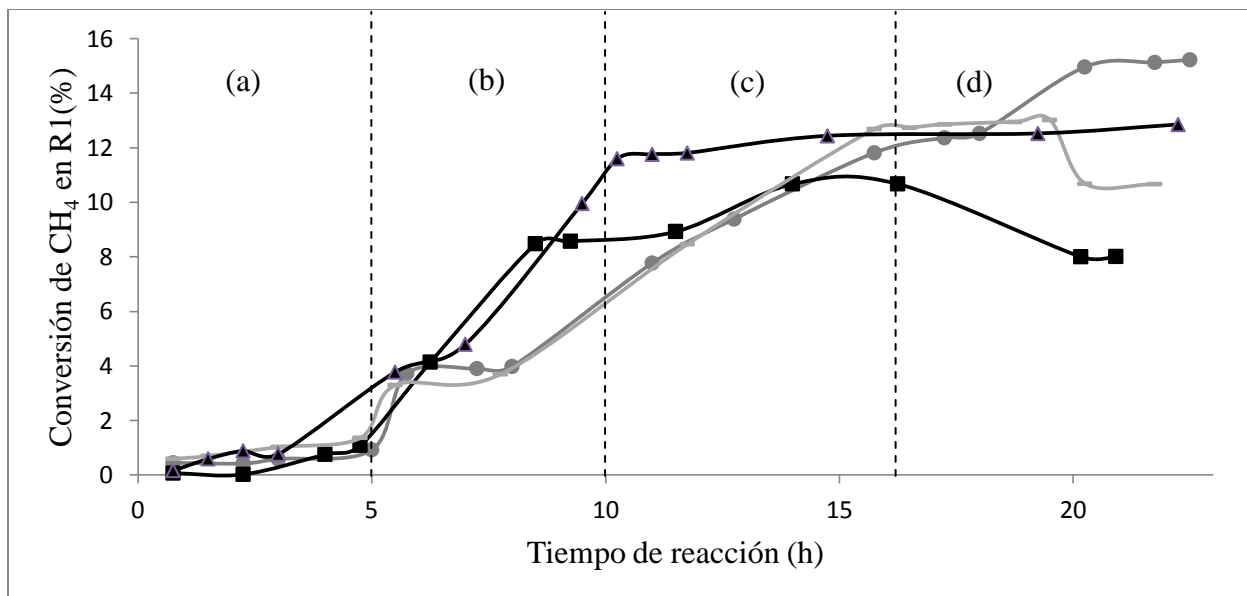 16
14
12
10
8
6
4
2
0
Conversión de CH4 en R1(%)
(a)
(b)
(c)
(d)
0 5 10 15 20
Tiempo de reacción (h)